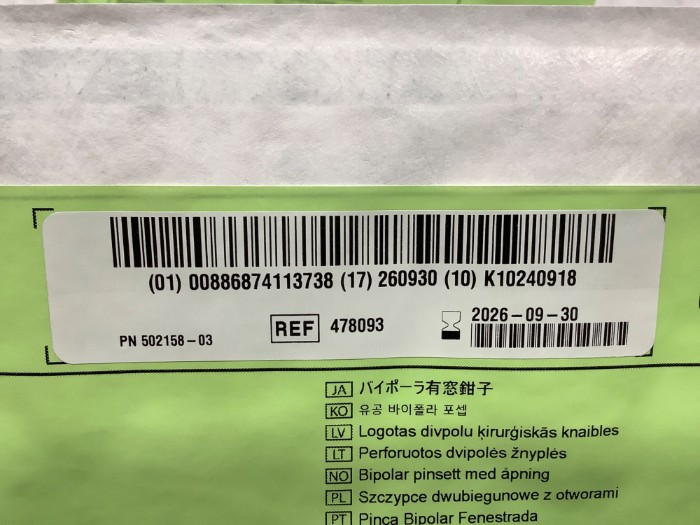 (01) 00886874113738 (17) 260930 (10) K10240918
PN 502158-03
REF 478093
2026-09-30
JA バイポーラ有窓鉗子
KO 유공 바이폴라 포셉
LV Logotas divpolu ķirurģiskās knaibles
LT Perforuotos dvipolės žnyplės
NO Bipolar pinsett med åpning
PL Szczypce dwubiegunowe z otworami
PT Pinça Bipolar Fenestrada